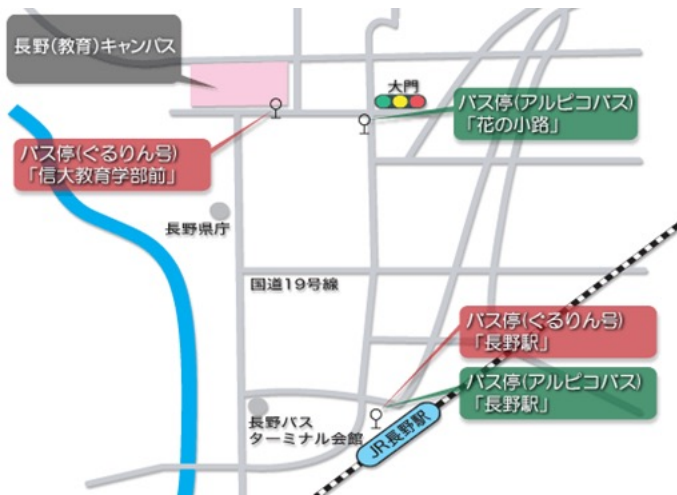 長野(教育)キャンパス
大門
バス停(アルピコバス)
「花の小路」
バス停(ぐるりん号)
「信大教育学部前」
長野県庁
国道19号線
バス停(ぐるりん号)
「長野駅」
バス停(アルピコバス)
「長野駅」
長野バス
ターミナル会館
JR長野駅